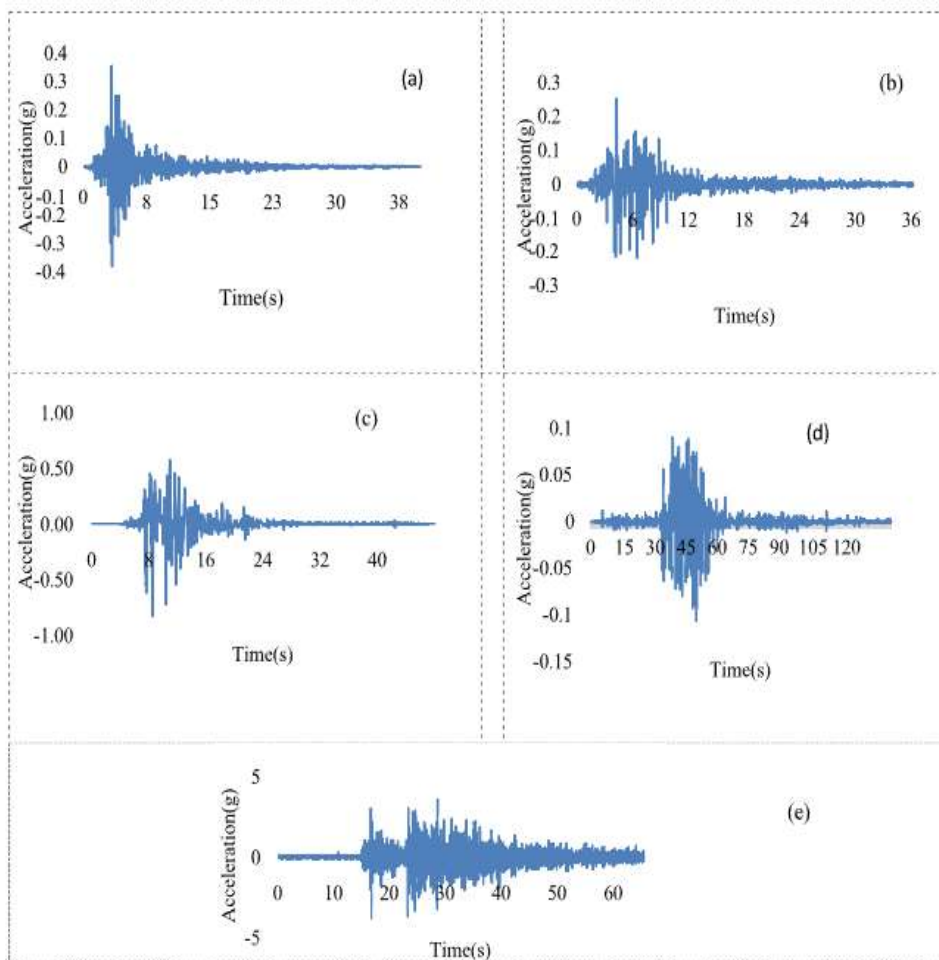 (a)
Acceleration(g)
0.4
0.3
0.2
0.1
0
-0.1
-0.2
-0.3
-0.4
0 8 15 23 30 38
Time(s)
(b)
Acceleration(g)
0.3
0.2
0.1
0
-0.1
-0.2
-0.3
0 6 12 18 24 30 36
Time(s)
(c)
Acceleration(g)
1.00
0.50
0.00
-0.50
-1.00
0 8 16 24 32 40
Time(s)
(d)
Acceleration(g)
0.1
0.05
0
-0.05
-0.1
-0.15
0 15 30 45 60 75 90 105 120
Time(s)
(e)
Acceleration(g)
5
0
-5
0 10 20 30 40 50 60
Time(s)